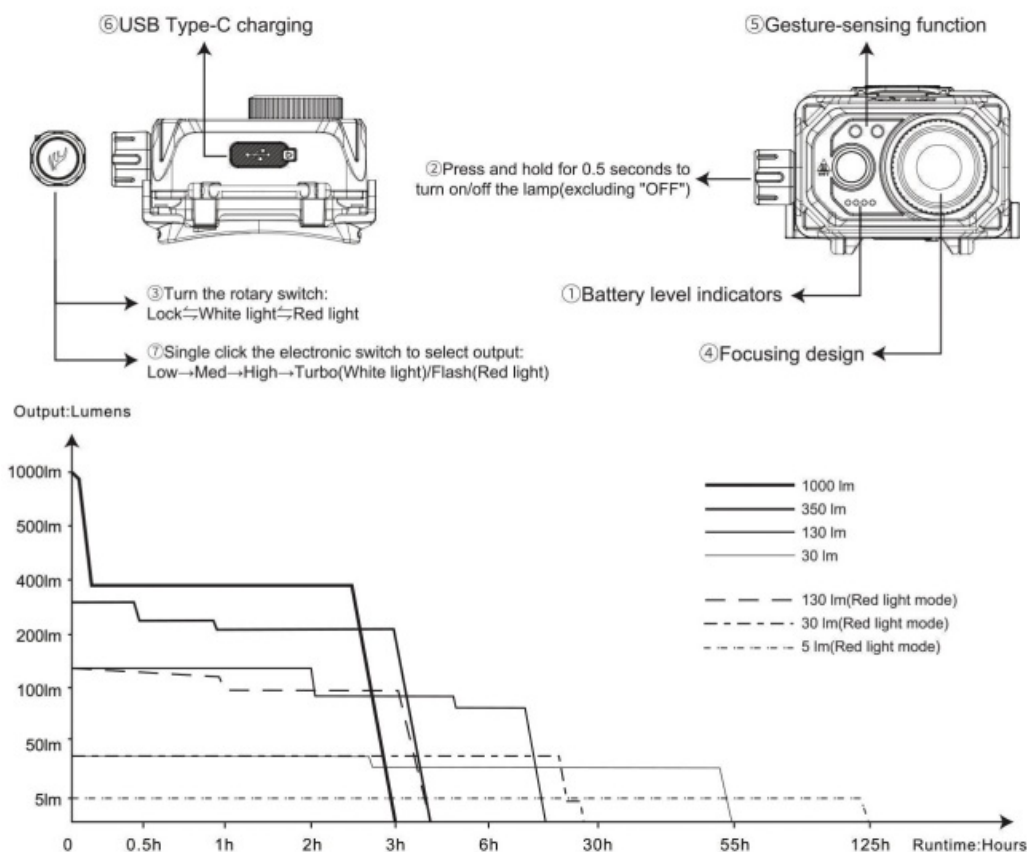 ⑥USB Type-C charging
⑤Gesture-sensing function
②Press and hold for 0.5 seconds to
turn on/off the lamp(excluding "OFF")
③Turn the rotary switch:
Lock⇋White light⇋Red light
①Battery level indicators
⑦Single click the electronic switch to select output:
Low→Med→High→Turbo(White light)/Flash(Red light)
④Focusing design
Output:Lumens
1000lm
500lm
400lm
200lm
100lm
50lm
5lm
1000 lm
350 lm
130 lm
30 lm
130 lm(Red light mode)
30 lm(Red light mode)
5 lm(Red light mode)
0
0.5h
1h
2h
3h
6h
30h
55h
125h
Runtime:Hours